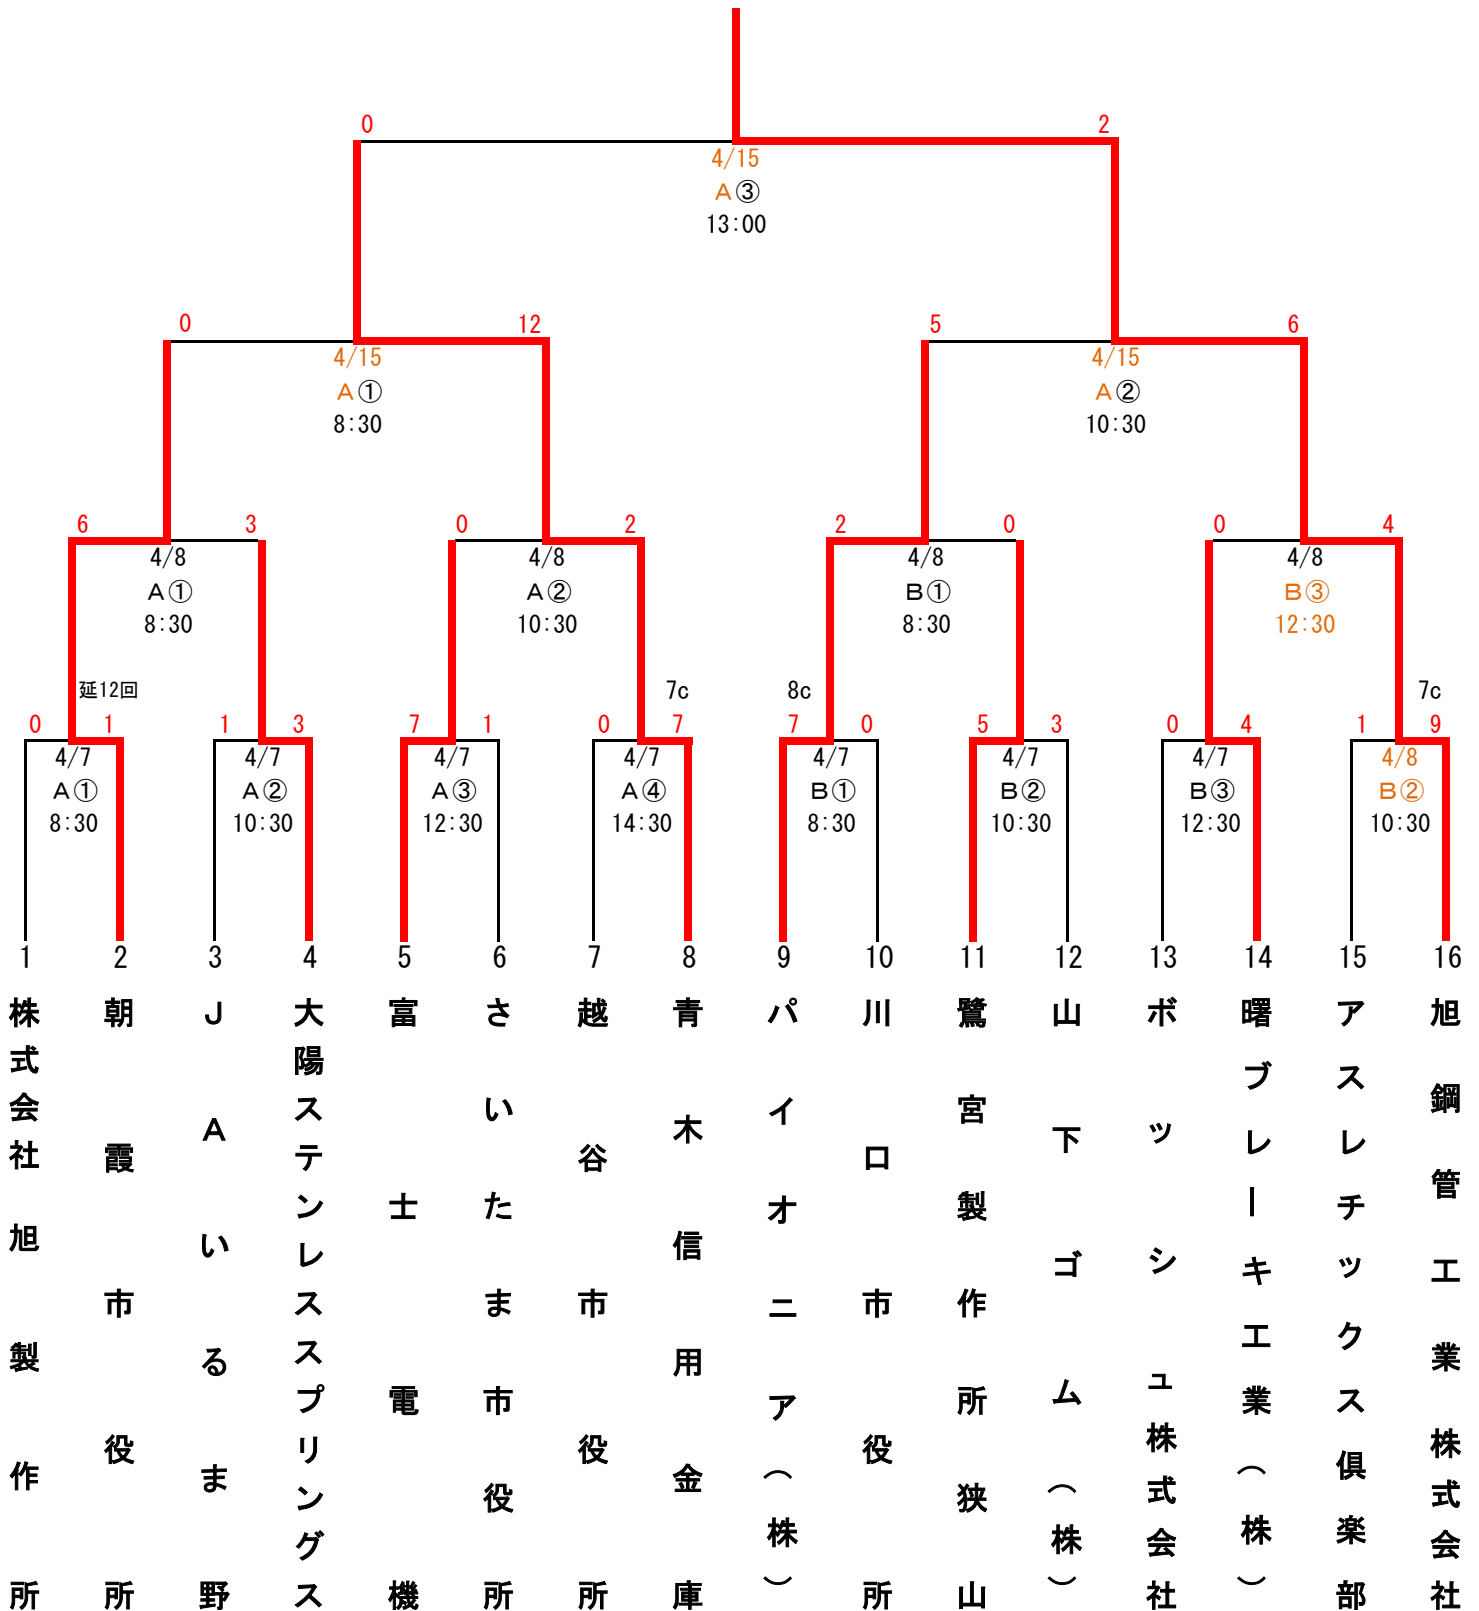 0 2
4/15
A③
13:00
0 12 5 6
4/15 4/15
A① A②
8:30 10:30
6 3 0 2 2 0 0 4
4/8 4/8 4/8 4/8
A① A② B① B③
8:30 10:30 8:30 12:30
延12回 7c 8c 7c
0 1 1 3 7 1 0 7 7 0 5 3 0 4 1 9
4/7 4/7 4/7 4/7 4/7 4/7 4/7 4/8
A① A② A③ A④ B① B② B③ B②
8:30 10:30 12:30 14:30 8:30 10:30 12:30 10:30
1 2 3 4 5 6 7 8 9 10 11 12 13 14 15 16
株式会社旭製作所
朝霞市役所
JAいるま野
大陽ステンレススプリングス
富士電機
さいたま市役所
越谷市役所
青木信用金庫
パイオニア(株)
川口市役所
鷺宮製作所狭山
山下ゴム(株)
ボッシュ株式会社
曙ブレーキ工業(株)
アスレチックス倶楽部
旭鋼管工業株式会社